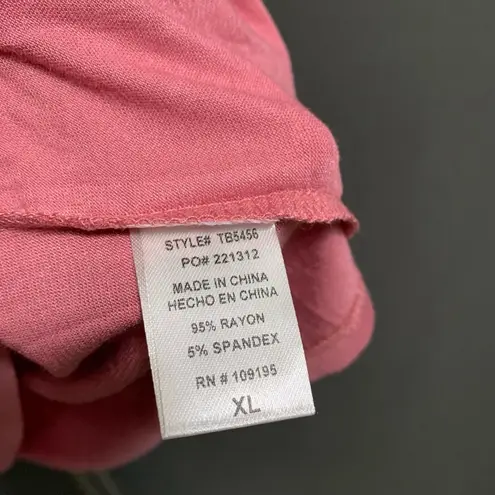 STYLE# TB5456
PO# 221312
MADE IN CHINA
HECHO EN CHINA
95% RAYON
5% SPANDEX
RN # 109195
XL